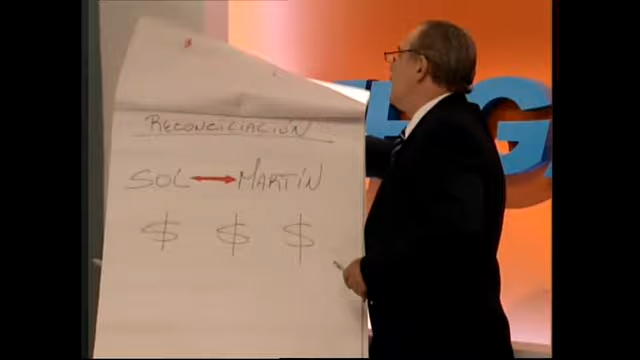 RECONCILIACIÓN
SOL ↔ MARTÍN
$ $ $